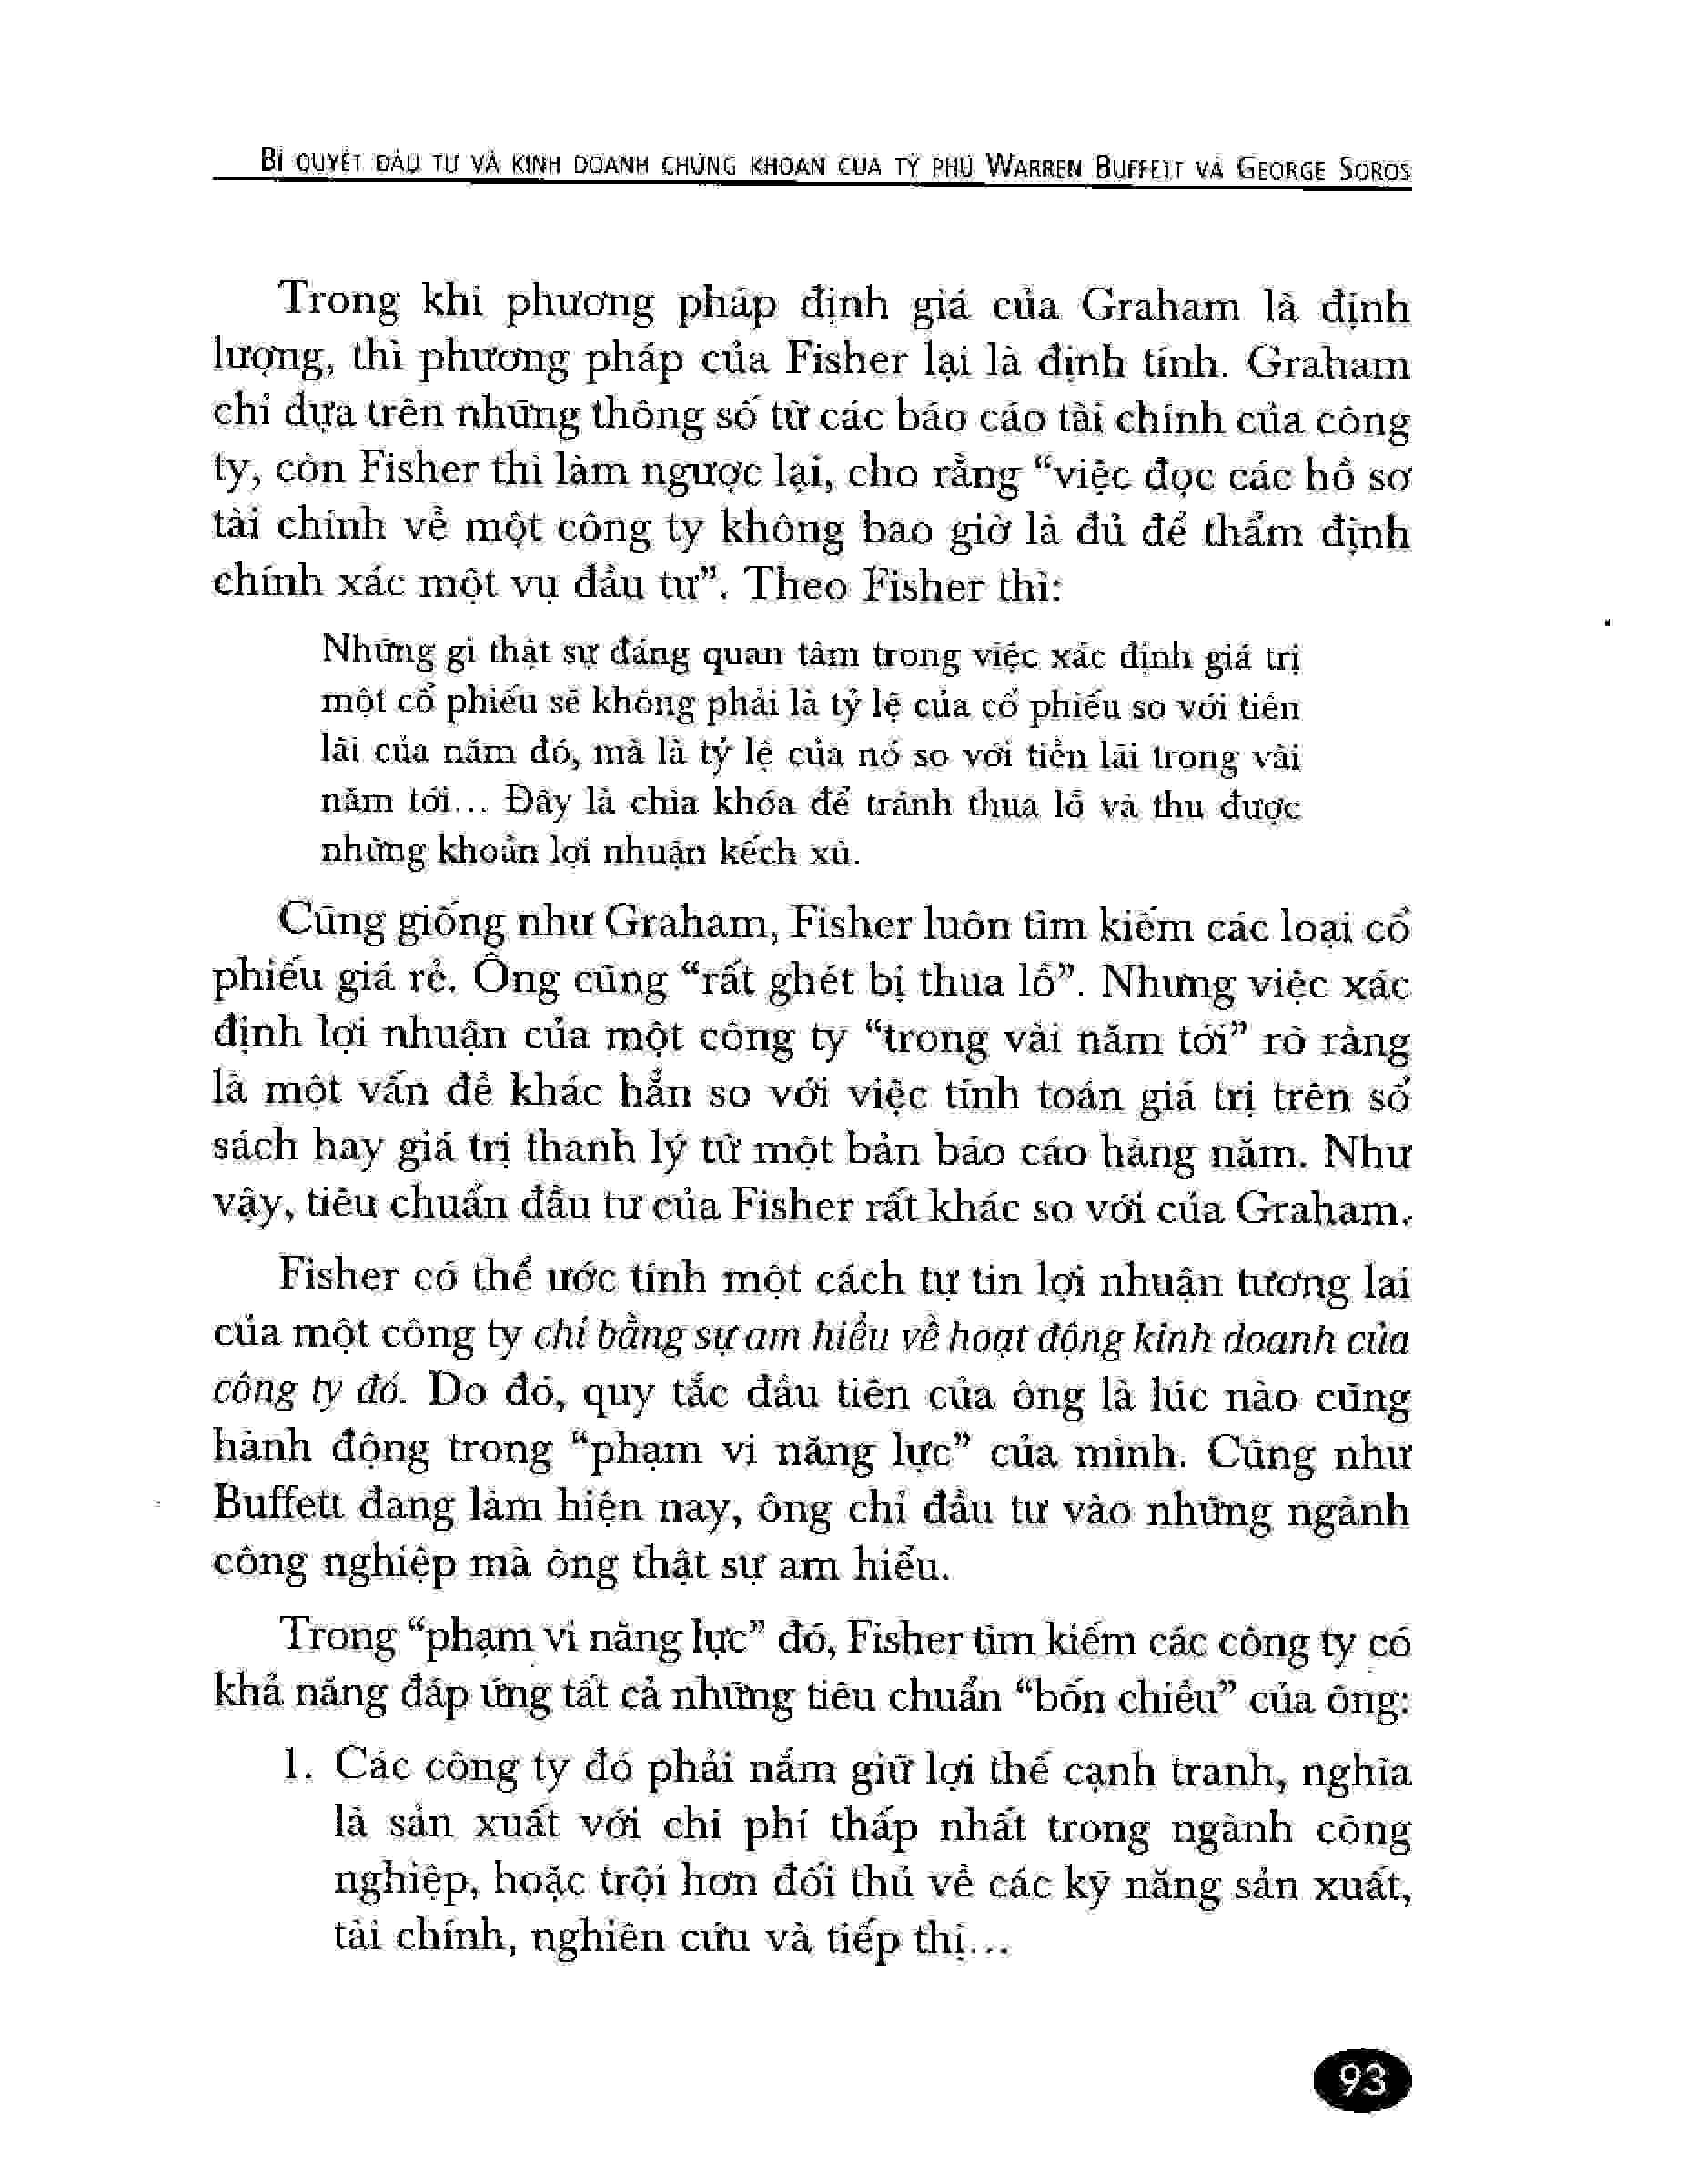 BÍ QUYẾT ĐẦU TƯ VÀ KINH DOANH CHỨNG KHOÁN CỦA TỶ PHÚ WARREN BUFFETT VÀ GEORGE SOROS
Trong khi phương pháp định giá của Graham là định
lượng, thì phương pháp của Fisher lại là định tính. Graham
chỉ dựa trên những thông số từ các báo cáo tài chính của công
ty, còn Fisher thì làm ngược lại, cho rằng “việc đọc các hồ sơ
tài chính về một công ty không bao giờ là đủ để thẩm định
chính xác một vụ đầu tư”. Theo Fisher thì:
Những gì thật sự đáng quan tâm trong việc xác định giá trị
một cổ phiếu sẽ không phải là tỷ lệ của cổ phiếu so với tiền
lãi của năm đó, mà là tỷ lệ của nó so với tiền lãi trong vài
năm tới... Đây là chìa khóa để tránh thua lỗ và thu được
những khoản lợi nhuận kếch xù.
Cũng giống như Graham, Fisher luôn tìm kiếm các loại cổ
phiếu giá rẻ. Ông cũng “rất ghét bị thua lỗ”. Nhưng việc xác
định lợi nhuận của một công ty “trong vài năm tới” rõ ràng
là một vấn đề khác hẳn so với việc tính toán giá trị trên sổ
sách hay giá trị thanh lý từ một bản báo cáo hàng năm. Như
vậy, tiêu chuẩn đầu tư của Fisher rất khác so với của Graham.
Fisher có thể ước tính một cách tự tin lợi nhuận tương lai
của một công ty chỉ bằng sự am hiểu về hoạt động kinh doanh của
công ty đó. Do đó, quy tắc đầu tiên của ông là lúc nào cũng
hành động trong “phạm vi năng lực” của mình. Cũng như
Buffett đang làm hiện nay, ông chỉ đầu tư vào những ngành
công nghiệp mà ông thật sự am hiểu.
Trong “phạm vi năng lực” đó, Fisher tìm kiếm các công ty có
khả năng đáp ứng tất cả những tiêu chuẩn “bốn chiều” của ông:
1. Các công ty đó phải nắm giữ lợi thế cạnh tranh, nghĩa
là sản xuất với chi phí thấp nhất trong ngành công
nghiệp, hoặc trội hơn đối thủ về các kỹ năng sản xuất,
tài chính, nghiên cứu và tiếp thị...
93